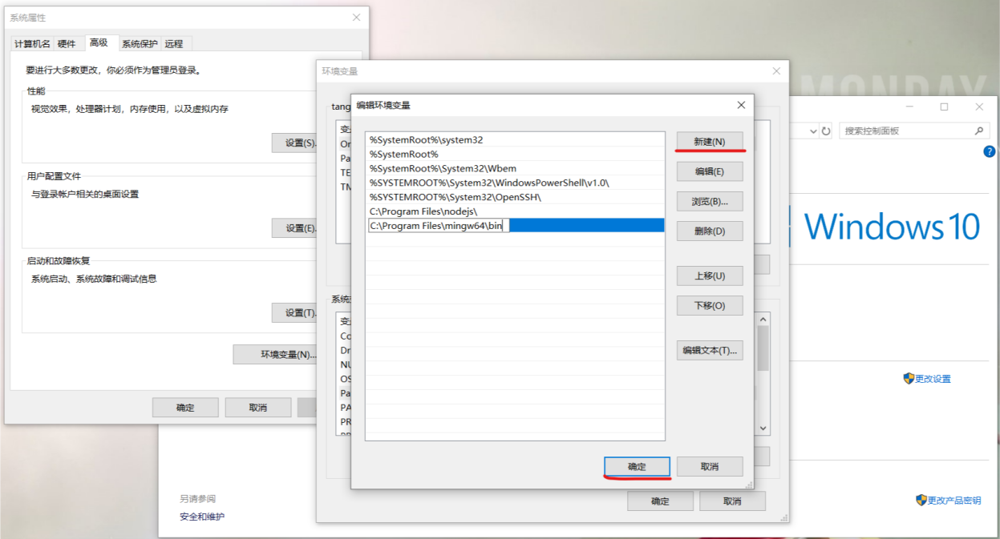 系统属性
计算机名 硬件 高级 系统保护 远程
要进行大多数更改，你必须作为管理员登录。
性能
视觉效果，处理器计划，内存使用，以及虚拟内存
设置(S)...
用户配置文件
与登录帐户相关的桌面设置
设置(E)...
启动和故障恢复
系统启动、系统故障和调试信息
设置(T)...
环境变量(N)...
确定 取消
环境变量
tang
变
On
Pa
TE
TM
系统
变
Co
Dr
NU
OS
Pa
PA
PR
确定 取消
编辑环境变量
%SystemRoot%\system32
%SystemRoot%
%SystemRoot%\System32\Wbem
%SYSTEMROOT%\System32\WindowsPowerShell\v1.0\
%SYSTEMROOT%\System32\OpenSSH\
C:\Program Files\nodejs\
C:\Program Files\mingw64\bin
新建(N)
编辑(E)
浏览(B)...
删除(D)
上移(U)
下移(O)
编辑文本(T)...
确定 取消
MONDAY
搜索控制面板
?
Windows 10
更改设置
更改产品密钥
另请参阅
安全和维护